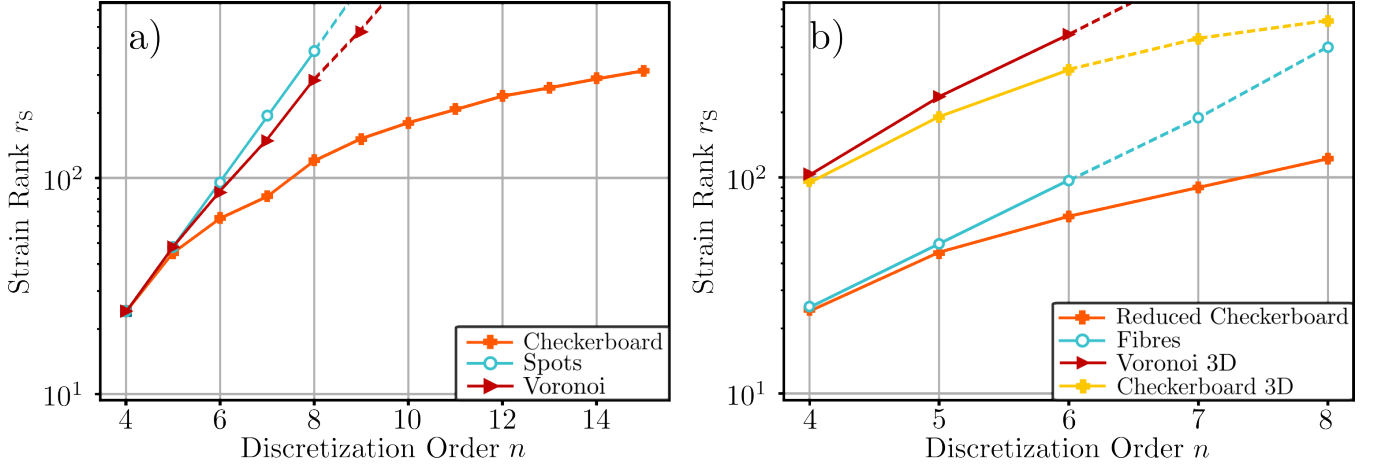 a)
Strain Rank r_S
10^2
10^1
Checkerboard
Spots
Voronoi
4 6 8 10 12 14
Discretization Order n
b)
Strain Rank r_S
10^2
10^1
Reduced Checkerboard
Fibres
Voronoi 3D
Checkerboard 3D
4 5 6 7 8
Discretization Order n